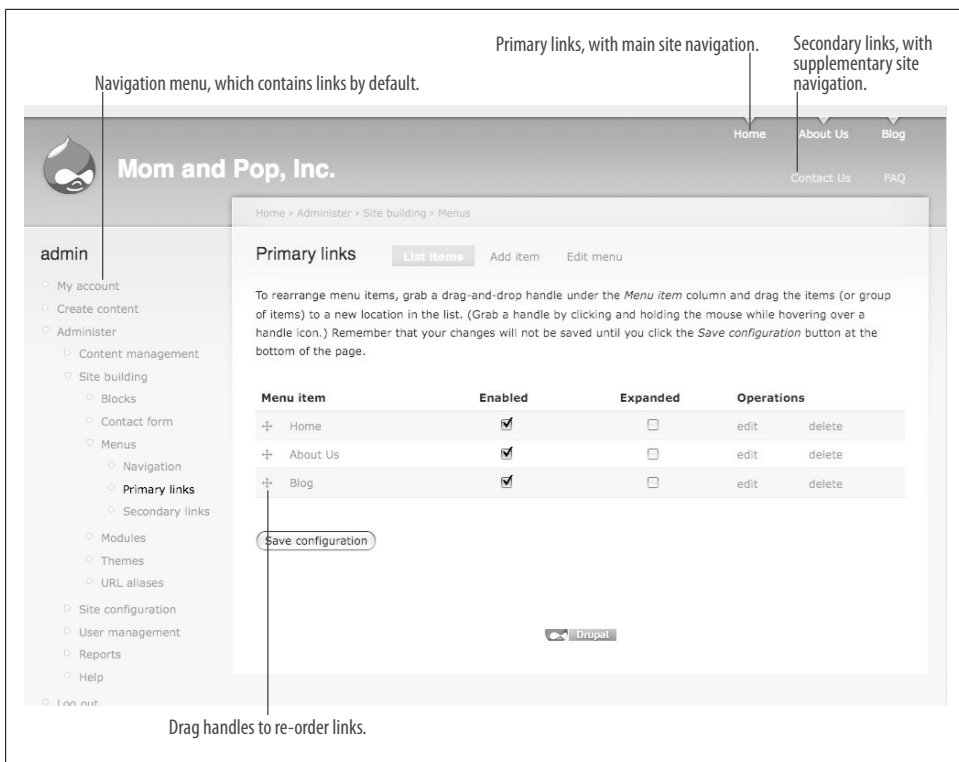 Primary links, with main site navigation.
Secondary links, with
supplementary site
navigation.
Navigation menu, which contains links by default.
Home
About Us
Blog
Mom and Pop, Inc.
Contact Us
FAQ
Home › Administer › Site building › Menus
admin
My account
Create content
Administer
Content management
Site building
Blocks
Contact form
Menus
Navigation
Primary links
Secondary links
Modules
Themes
URL aliases
Site configuration
User management
Reports
Help
Log out
Primary links
List items
Add item
Edit menu
To rearrange menu items, grab a drag-and-drop handle under the Menu item column and drag the items (or group
of items) to a new location in the list. (Grab a handle by clicking and holding the mouse while hovering over a
handle icon.) Remember that your changes will not be saved until you click the Save configuration button at the
bottom of the page.
Menu item Enabled Expanded Operations
Home edit delete
About Us edit delete
Blog edit delete
Save configuration
Drupal
Drag handles to re-order links.